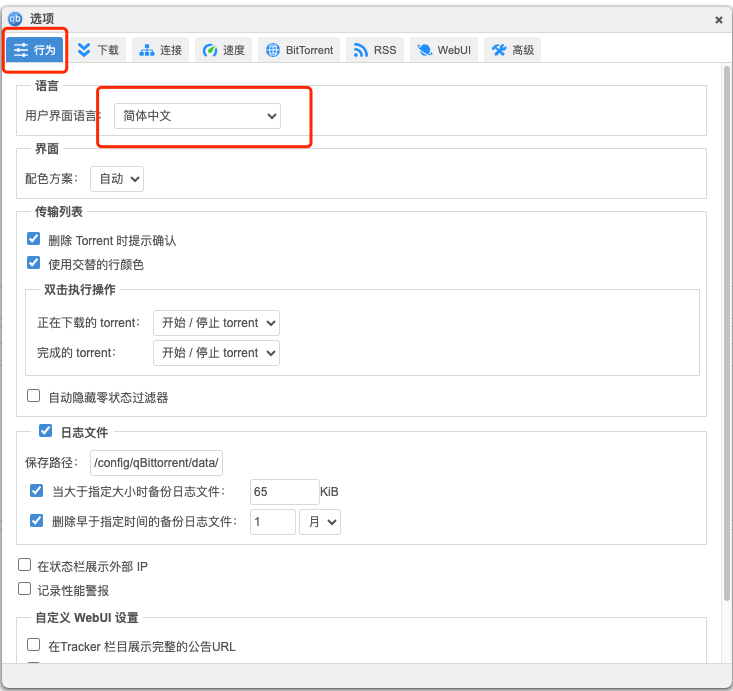 qb 选项 ×
行为 下载 连接 速度 BitTorrent RSS WebUI 高级
语言
用户界面语言： 简体中文
界面
配色方案： 自动
传输列表
删除 Torrent 时提示确认
使用交替的行颜色
双击执行操作
正在下载的 torrent： 开始 / 停止 torrent
完成的 torrent： 开始 / 停止 torrent
自动隐藏零状态过滤器
日志文件
保存路径： /config/qBittorrent/data/
当大于指定大小时备份日志文件： 65 KiB
删除早于指定时间的备份日志文件： 1 月
在状态栏展示外部 IP
记录性能警报
自定义 WebUI 设置
在Tracker 栏目展示完整的公告URL